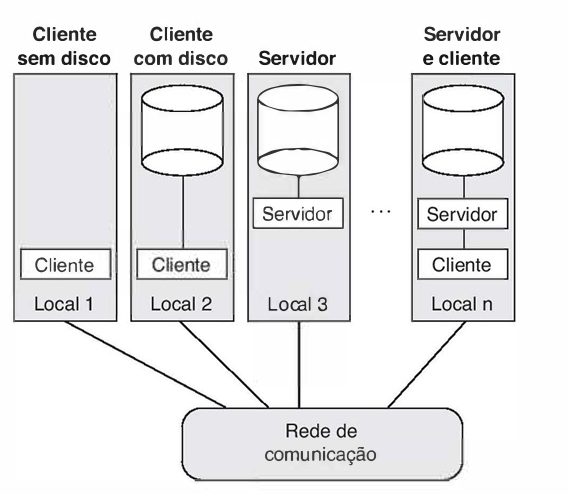 Cliente
sem disco
Cliente
com disco
Servidor
Servidor
e cliente
Cliente
Local 1
Cliente
Local 2
Servidor
Local 3
...
Servidor
Cliente
Local n
Rede de
comunicação